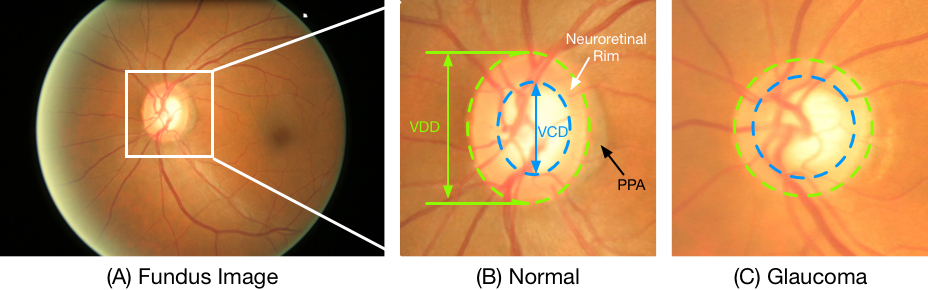 Neuroretinal
Rim
VDD
VCD
PPA
(A) Fundus Image
(B) Normal
(C) Glaucoma